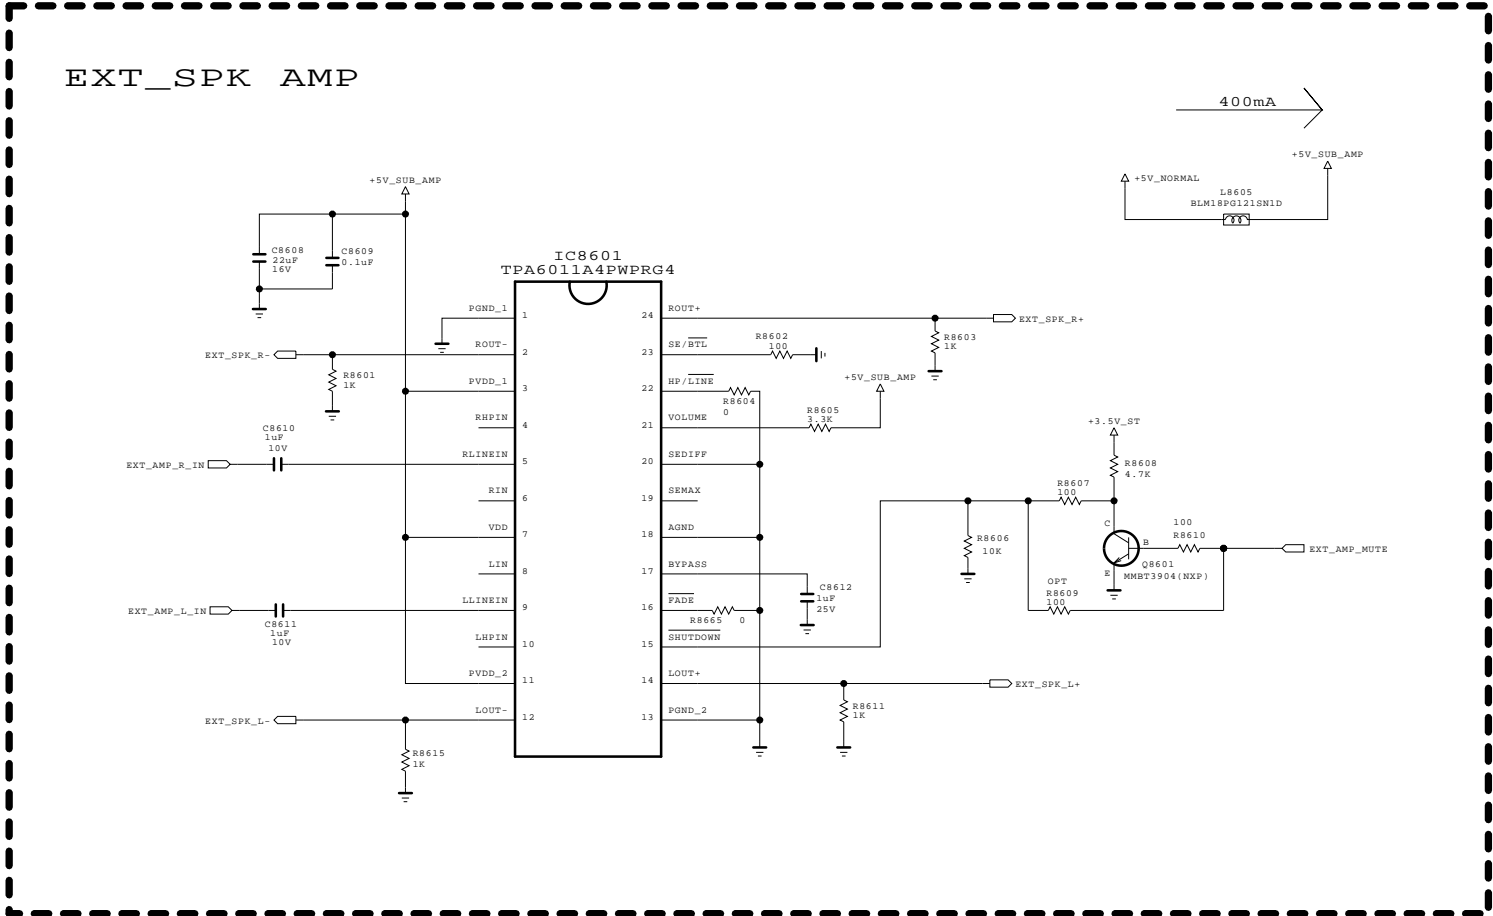 EXT_SPK AMP
400mA
+5V_SUB_AMP
+5V_NORMAL
L8605
BLM18PG121SN1D
+5V_SUB_AMP
C8608
22uF
16V
C8609
0.1uF
IC8601
TPA6011A4PWPRG4
PGND_1
1
24
ROUT+
EXT_SPK_R+
R8603
1K
EXT_SPK_R-
ROUT-
2
23
SE/BTL
R8602
100
R8601
1K
PVDD_1
3
22
HP/LINE
R8604
0
+5V_SUB_AMP
RHPIN
4
21
VOLUME
R8605
3.3K
C8610
1uF
10V
EXT_AMP_R_IN
RLINEIN
5
20
SEDIFF
+3.5V_ST
R8608
4.7K
RIN
6
19
SEMAX
R8607
100
VDD
7
18
AGND
R8606
10K
C
B
E
100
R8610
Q8601
MMBT3904(NXP)
EXT_AMP_MUTE
LIN
8
17
BYPASS
C8612
1uF
25V
OPT
R8609
100
EXT_AMP_L_IN
C8611
1uF
10V
LLINEIN
9
16
FADE
R8665 0
LHPIN
10
15
SHUTDOWN
PVDD_2
11
14
LOUT+
EXT_SPK_L+
R8611
1K
EXT_SPK_L-
LOUT-
12
13
PGND_2
R8615
1K